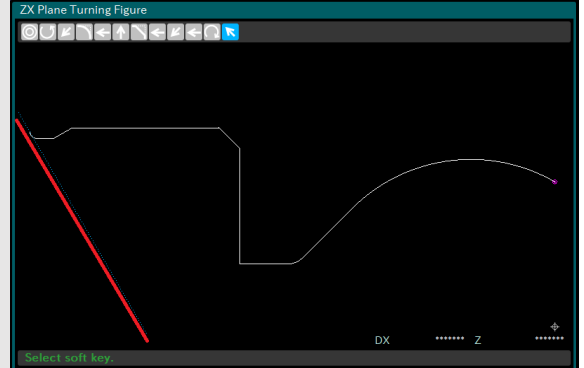 ZX Plane Turning Figure
DX ******* Z *******
Select soft key.